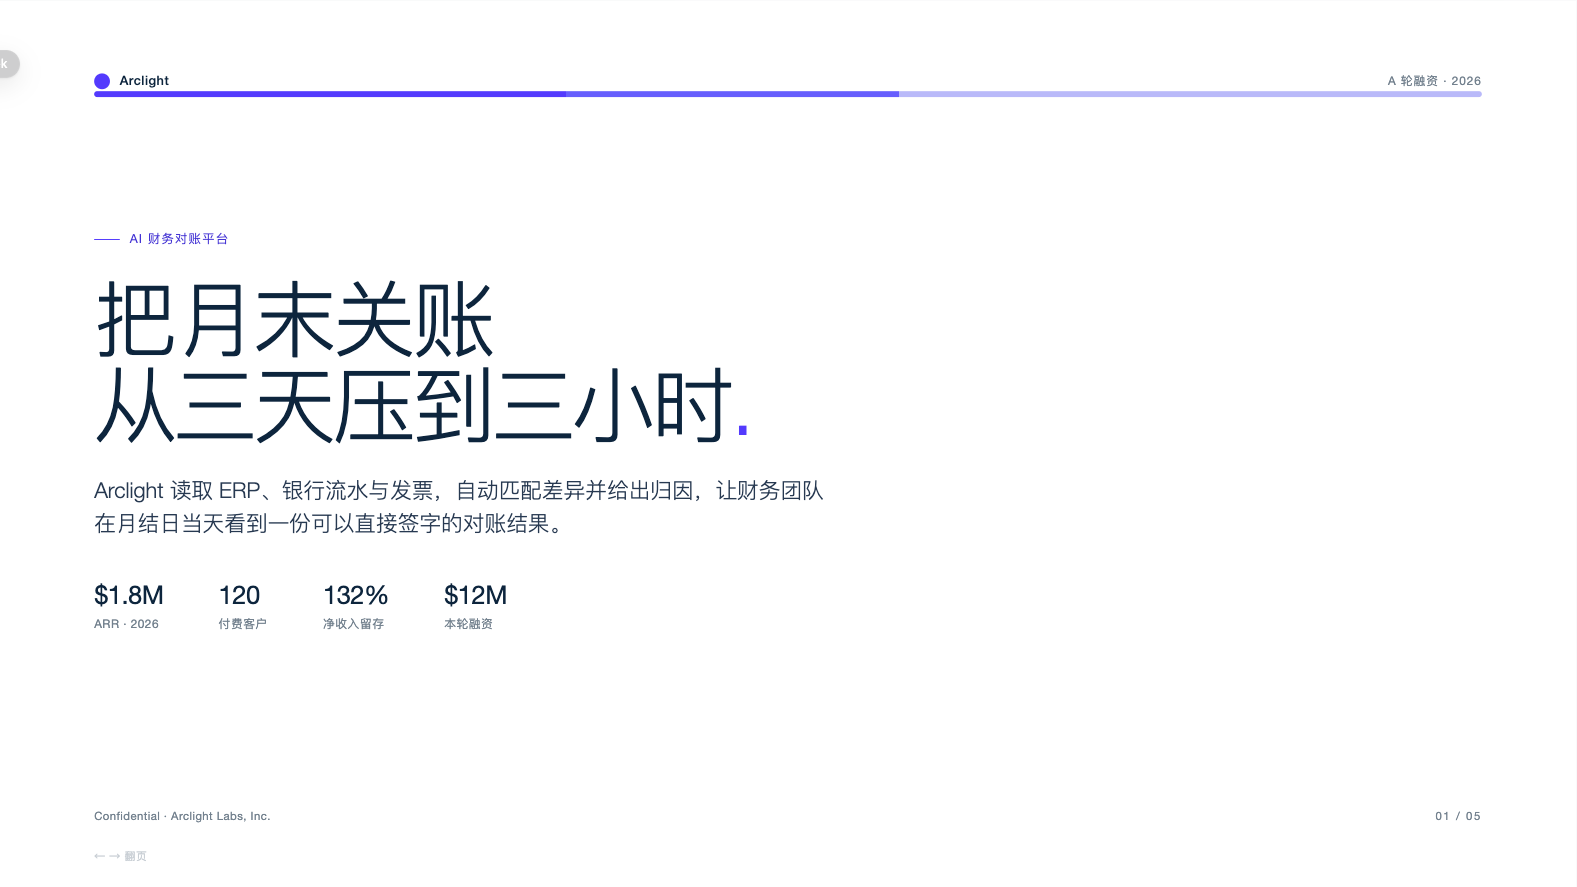 k
Arclight
A 轮融资 · 2026
AI 财务对账平台
把月末关账
从三天压到三小时.
Arclight 读取 ERP、银行流水与发票，自动匹配差异并给出归因，让财务团队
在月结日当天看到一份可以直接签字的对账结果。
$1.8M 120 132% $12M
ARR · 2026 付费客户 净收入留存 本轮融资
Confidential · Arclight Labs, Inc.
01 / 05
← → 翻页